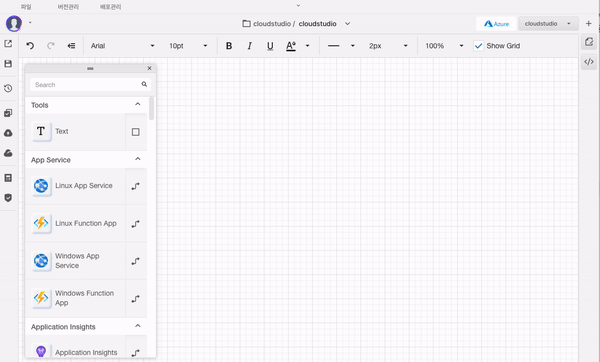 파일 버전관리 배포관리
cloudstudio / cloudstudio
Azure
cloudstudio
Arial 10pt B I U A 2px 100% Show Grid
Search
Tools
T Text
App Service
Linux App Service
Linux Function App
Windows App
Service
Windows Function
App
Application Insights
Application Insights